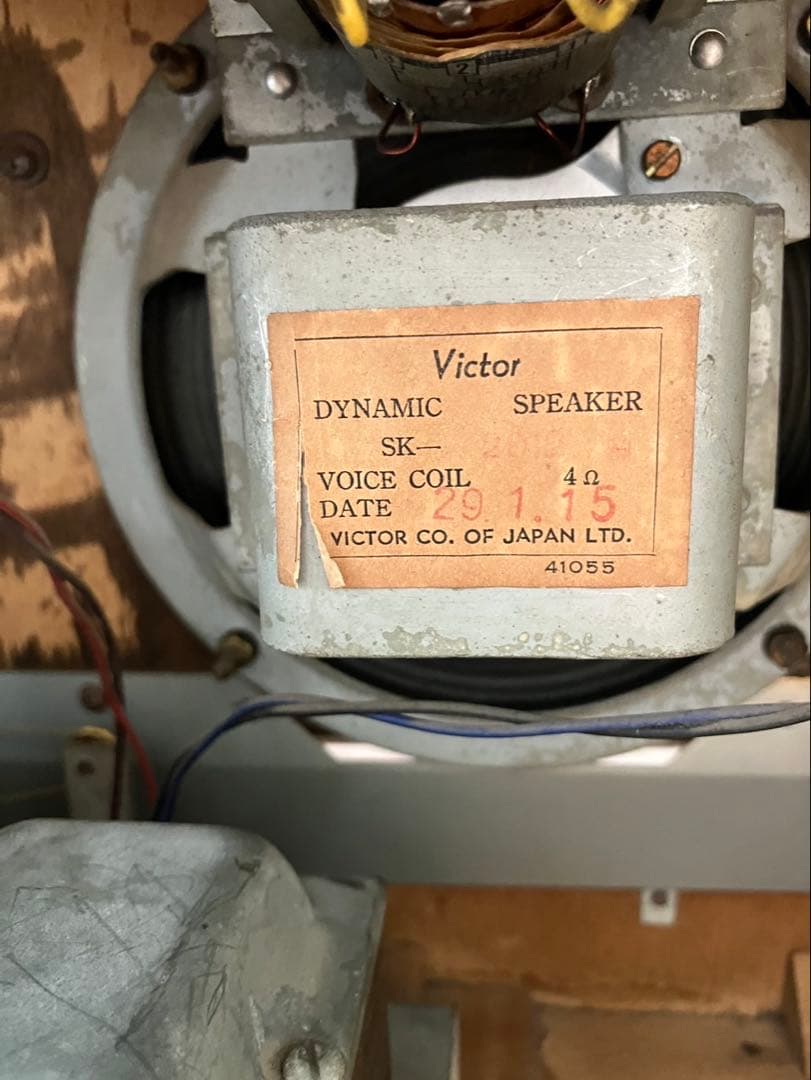 Victor
DYNAMIC SPEAKER
SK—
VOICE COIL 4Ω
DATE 29 1. 15
VICTOR CO. OF JAPAN LTD.
41055